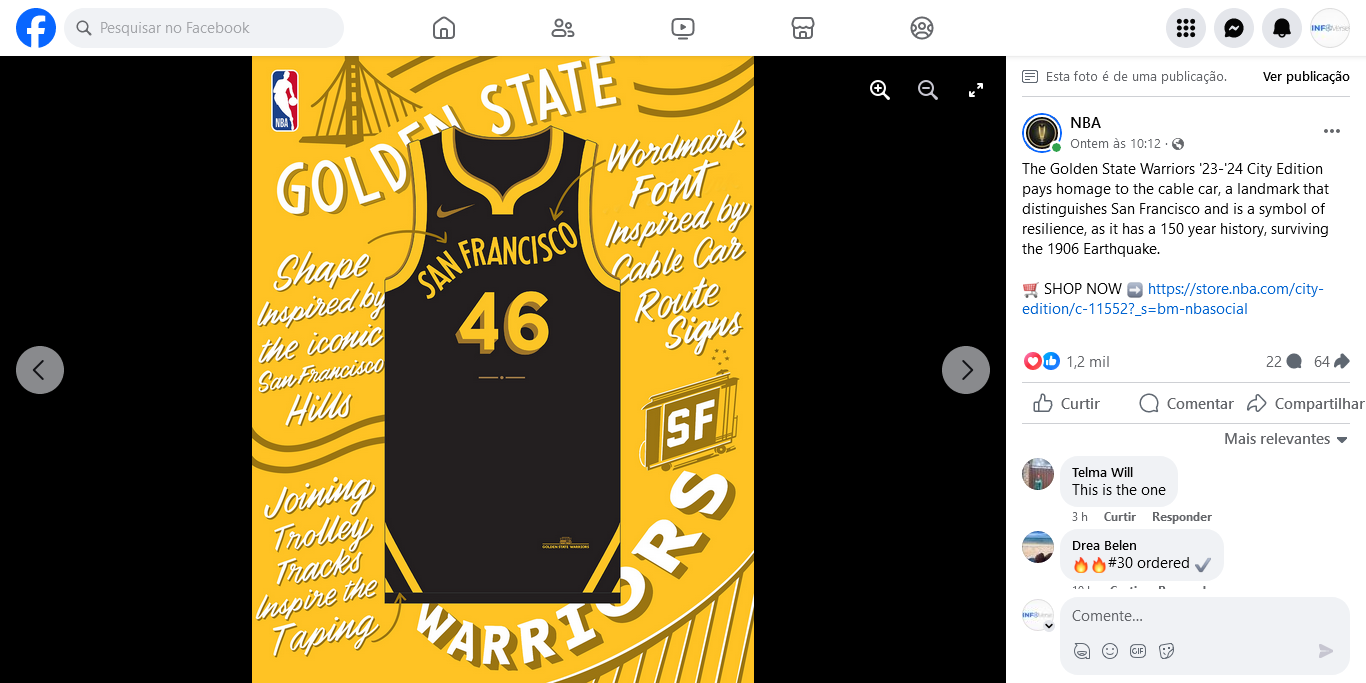 Pesquisar no Facebook
INFOVerse
NBA
GOLDEN STATE
Wordmark
Font
Inspired by
Cable Car
Route
Signs
SAN FRANCISCO
46
Shape
Inspired by
the iconic
San Francisco
Hills
SF
Joining
Trolley
Tracks
Inspire the
Taping
GOLDEN STATE WARRIORS
WARRIORS
Esta foto é de uma publicação.
Ver publicação
NBA
Ontem às 10:12 ·
The Golden State Warriors '23-'24 City Edition
pays homage to the cable car, a landmark that
distinguishes San Francisco and is a symbol of
resilience, as it has a 150 year history, surviving
the 1906 Earthquake.
🛒 SHOP NOW ➡️ https://store.nba.com/city-
edition/c-11552?_s=bm-nbasocial
1,2 mil
22
64
Curtir
Comentar
Compartilhar
Mais relevantes
Telma Will
This is the one
3 h Curtir Responder
Drea Belen
🔥🔥#30 ordered ✔️
Comente...
GIF